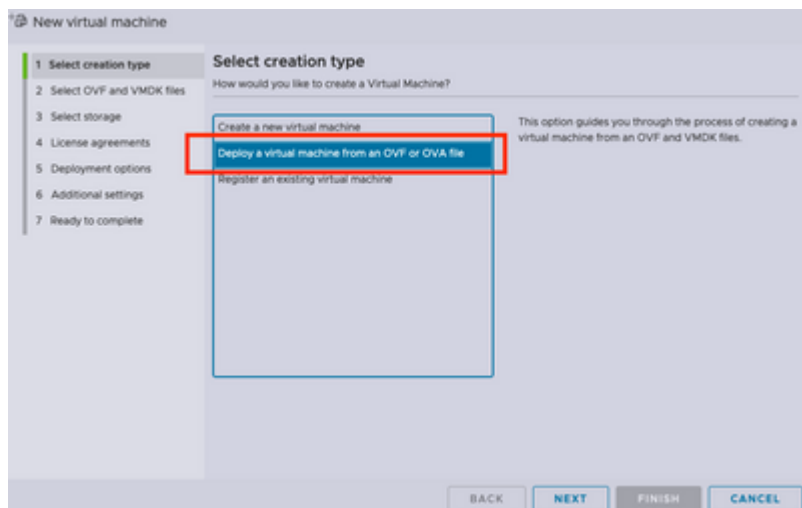 New virtual machine
1 Select creation type
2 Select OVF and VMDK files
3 Select storage
4 License agreements
5 Deployment options
6 Additional settings
7 Ready to complete
Select creation type
How would you like to create a Virtual Machine?
Create a new virtual machine
Deploy a virtual machine from an OVF or OVA file
Register an existing virtual machine
This option guides you through the process of creating a
virtual machine from an OVF and VMDK files.
BACK NEXT FINISH CANCEL